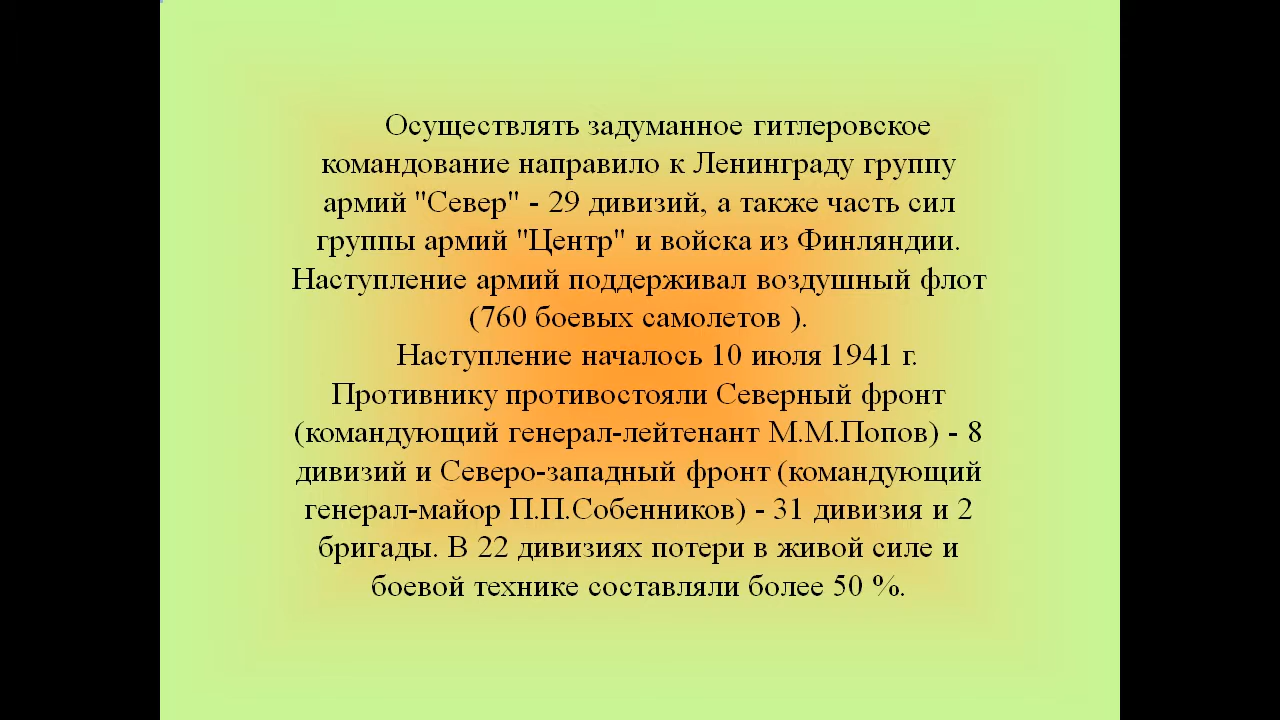 Осуществлять задуманное гитлеровское
командование направило к Ленинграду группу
армий "Север" - 29 дивизий, а также часть сил
группы армий "Центр" и войска из Финляндии.
Наступление армий поддерживал воздушный флот
(760 боевых самолетов ).
Наступление началось 10 июля 1941 г.
Противнику противостояли Северный фронт
(командующий генерал-лейтенант М.М.Попов) - 8
дивизий и Северо-западный фронт (командующий
генерал-майор П.П.Собенников) - 31 дивизия и 2
бригады. В 22 дивизиях потери в живой силе и
боевой технике составляли более 50 %.